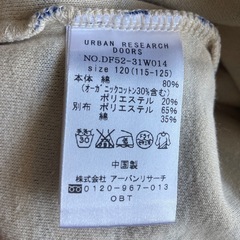 URBAN RESEARCH
DOORS
NO.DF52-31W014
size 120(115-125)
本体 綿 80%
(オーガニックコットン30%含む)
ポリエステル 20%
別布 ポリエステル 65%
綿 35%
中国製
株式会社 アーバンリサーチ
0120-967-013
OBT